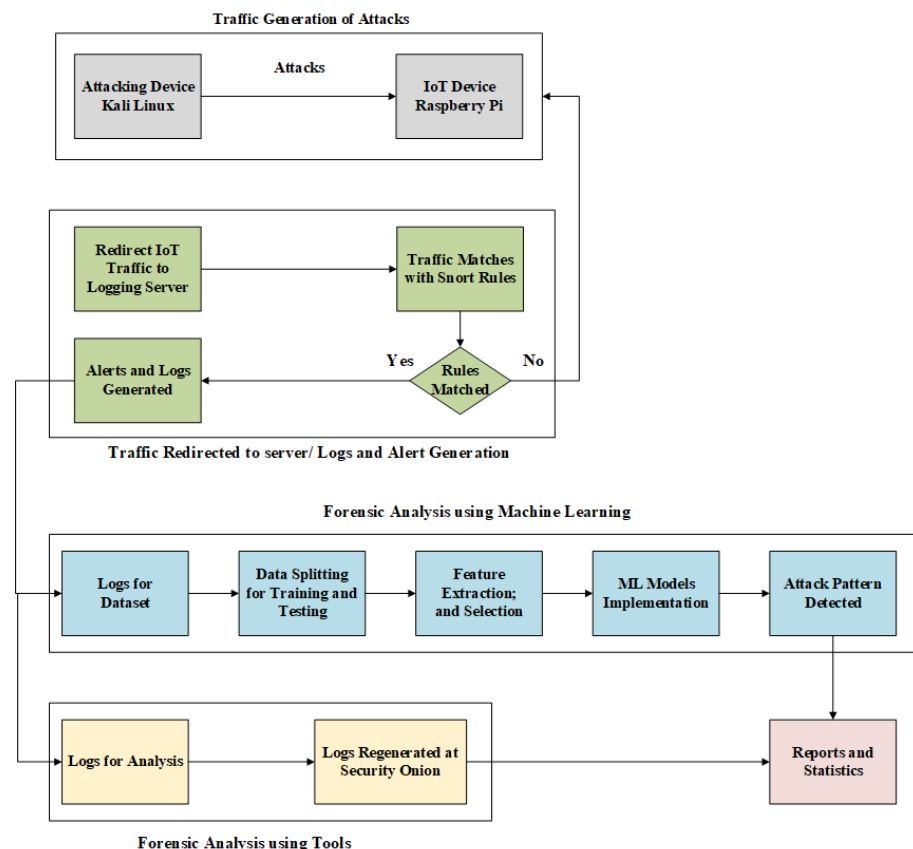 Traffic Generation of Attacks
Attacking Device
Kali Linux
Attacks
IoT Device
Raspberry Pi
Redirect IoT
Traffic to
Logging Server
Traffic Matches
with Snort Rules
Alerts and Logs
Generated
Yes
Rules
Matched
No
Traffic Redirected to server/ Logs and Alert Generation
Forensic Analysis using Machine Learning
Logs for
Dataset
Data Splitting
for Training and
Testing
Feature
Extraction;
and Selection
ML Models
Implementation
Attack Pattern
Detected
Logs for Analysis
Logs Regenerated at
Security Onion
Reports and
Statistics
Forensic Analysis using Tools